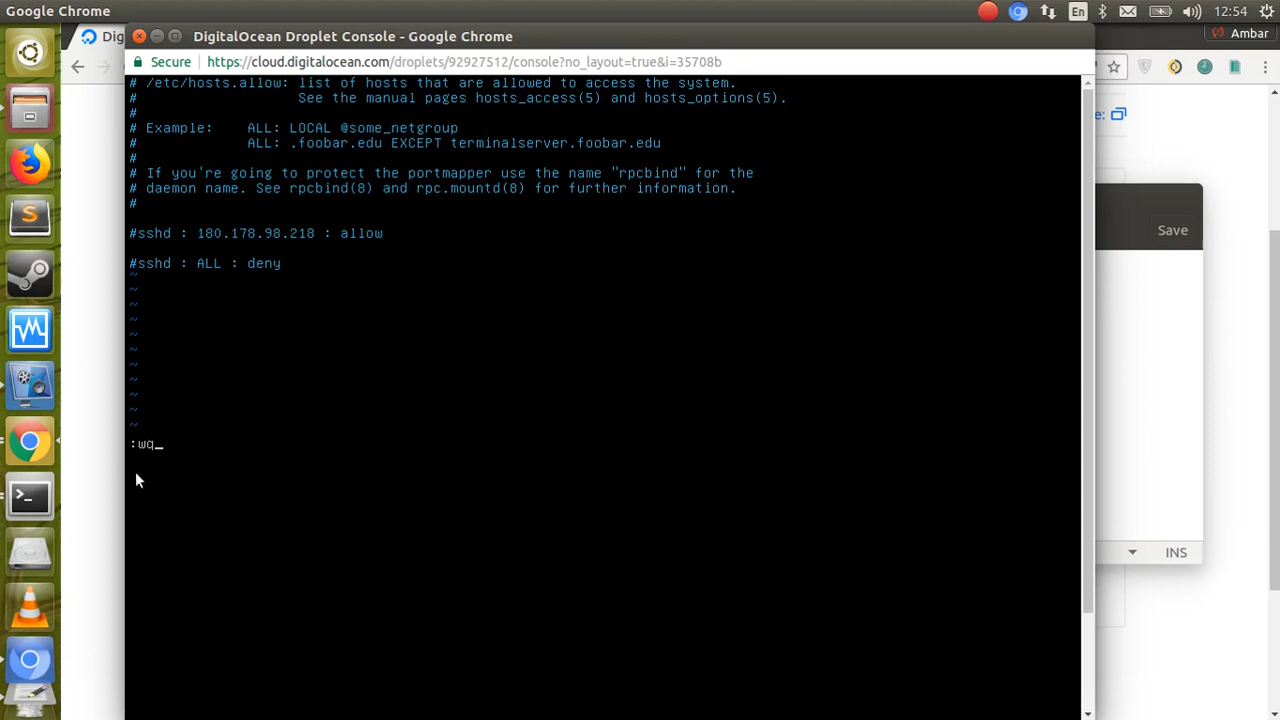 Google Chrome
En
12:54
DigitalOcean Droplet Console - Google Chrome
Dig
Ambar
Secure
https://cloud.digitalocean.com/droplets/92927512/console?no_layout=true&i=35708b
# /etc/hosts.allow: list of hosts that are allowed to access the system.
#                   See the manual pages hosts_access(5) and hosts_options(5).
#
# Example:    ALL: LOCAL @some_netgroup
#             ALL: .foobar.edu EXCEPT terminalserver.foobar.edu
#
# If you're going to protect the portmapper use the name "rpcbind" for the
# daemon name. See rpcbind(8) and rpc.mountd(8) for further information.
#
#sshd : 180.178.98.218 : allow
#sshd : ALL : deny
~
~
~
~
~
~
~
~
~
~
~
:wq_
e:
Save
INS